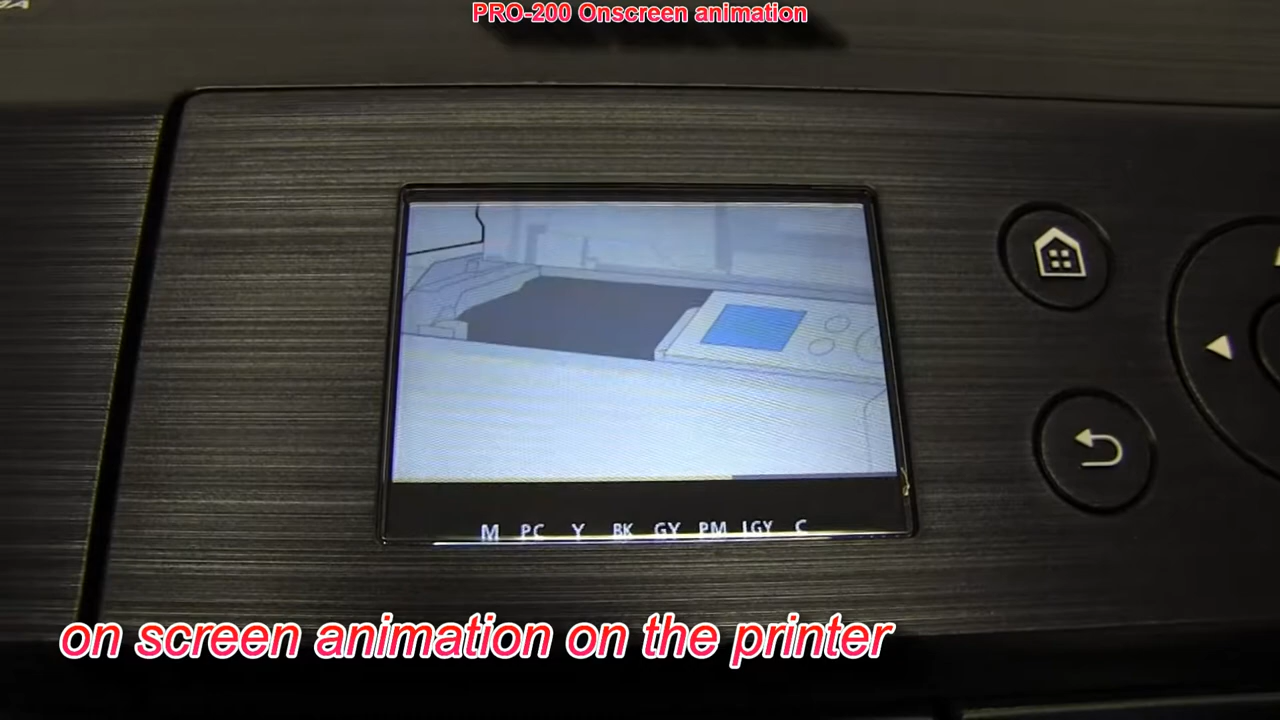 PRO-200 Onscreen animation
M PC Y BK GY PM LGY C
on screen animation on the printer